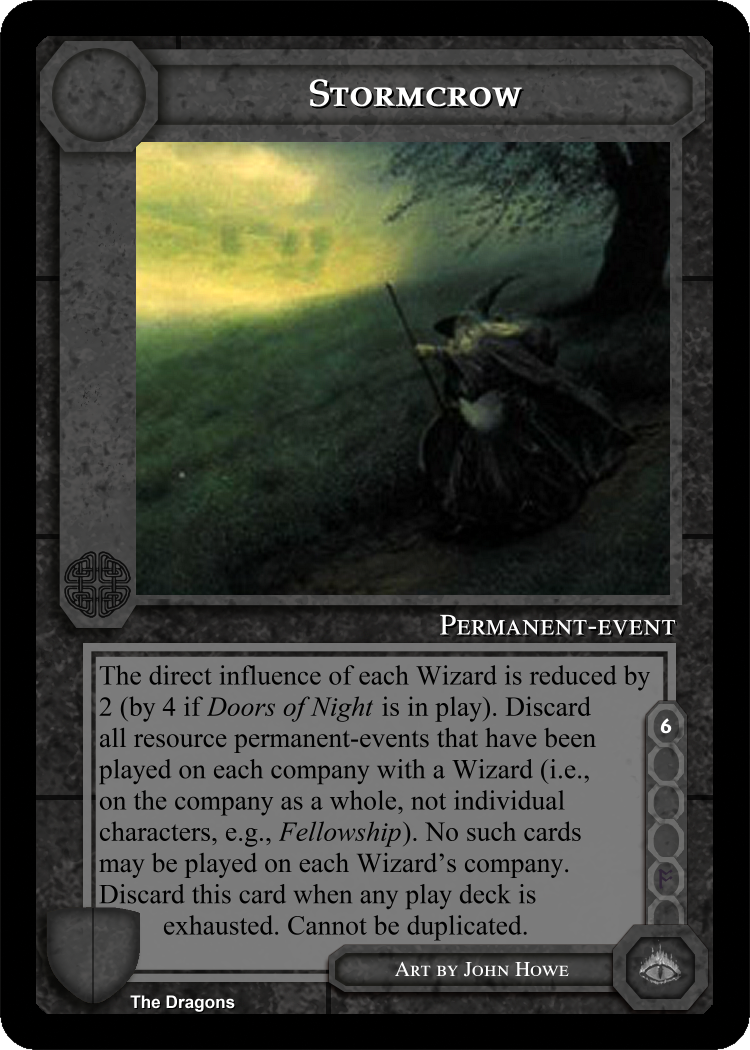 Stormcrow
Permanent-event
The direct influence of each Wizard is reduced by
2 (by 4 if Doors of Night is in play). Discard
all resource permanent-events that have been
played on each company with a Wizard (i.e.,
on the company as a whole, not individual
characters, e.g., Fellowship). No such cards
may be played on each Wizard's company.
Discard this card when any play deck is
exhausted. Cannot be duplicated.
6
Art by John Howe
The Dragons